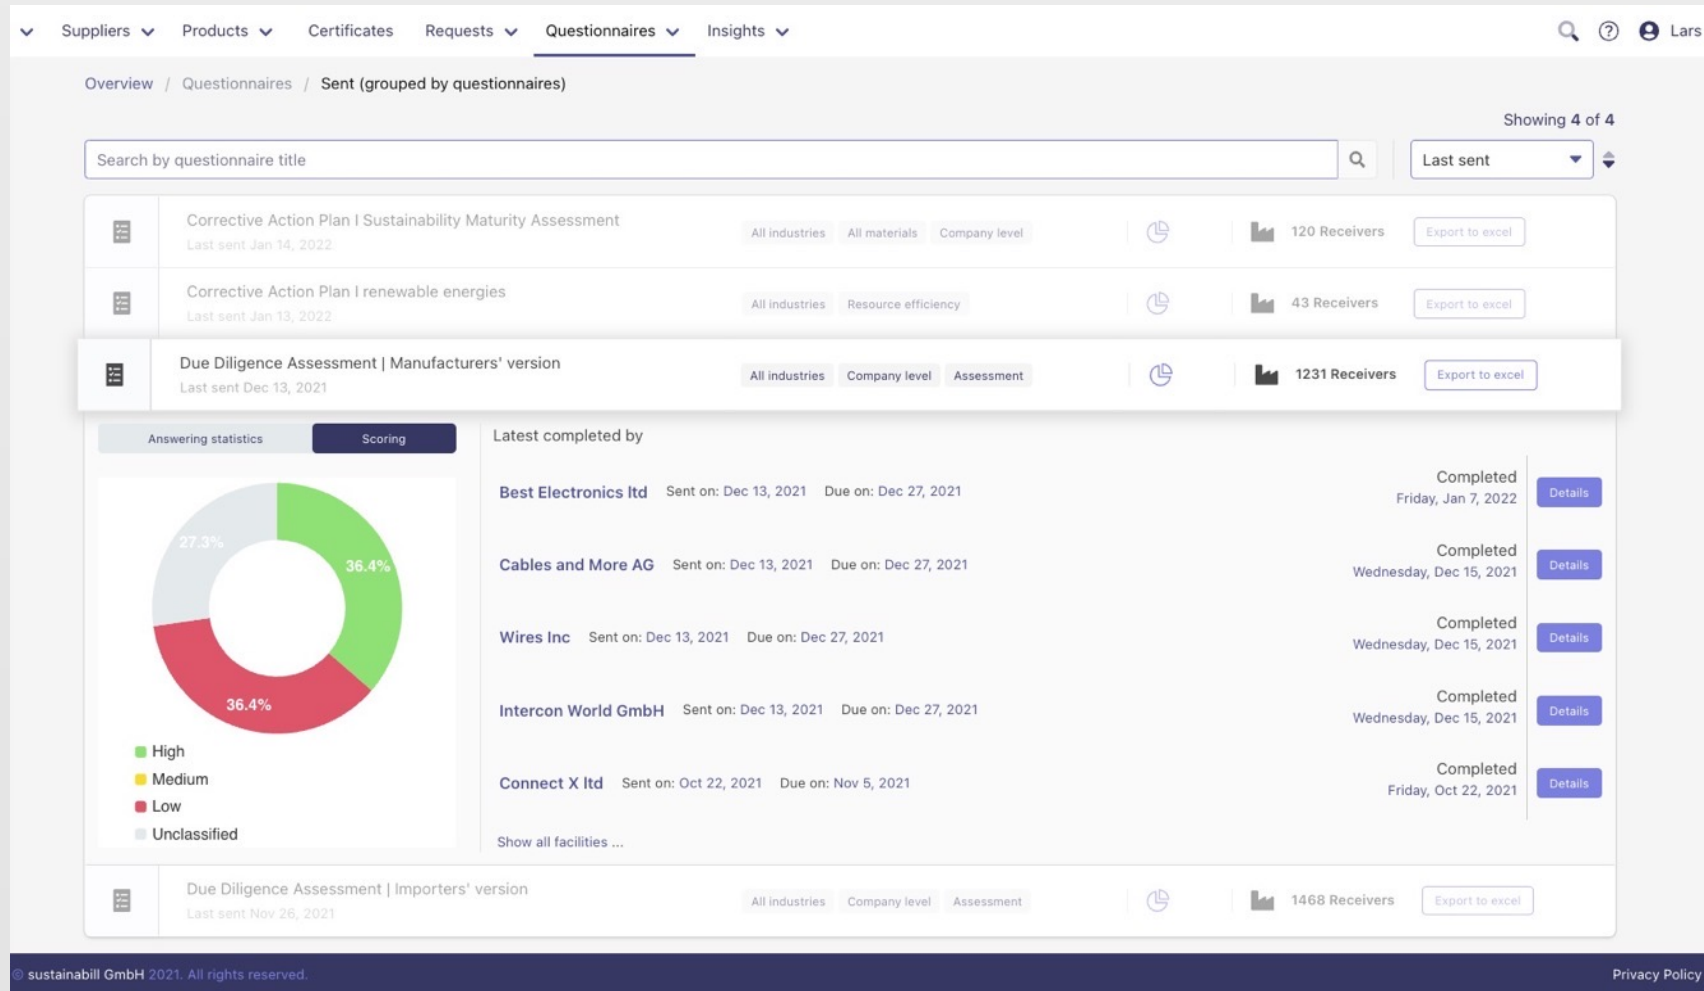 Suppliers Products Certificates Requests Questionnaires Insights Lars
Overview / Questionnaires / Sent (grouped by questionnaires)
Showing 4 of 4
Search by questionnaire title Last sent
Corrective Action Plan I Sustainability Maturity Assessment
Last sent Jan 14, 2022
All industries All materials Company level 120 Receivers Export to excel
Corrective Action Plan I renewable energies
Last sent Jan 13, 2022
All industries Resource efficiency 43 Receivers Export to excel
Due Diligence Assessment | Manufacturers' version
Last sent Dec 13, 2021
All industries Company level Assessment 1231 Receivers Export to excel
Answering statistics Scoring
27.3%
36.4%
36.4%
High
Medium
Low
Unclassified
Latest completed by
Best Electronics ltd Sent on: Dec 13, 2021 Due on: Dec 27, 2021
Completed
Friday, Jan 7, 2022
Details
Cables and More AG Sent on: Dec 13, 2021 Due on: Dec 27, 2021
Completed
Wednesday, Dec 15, 2021
Details
Wires Inc Sent on: Dec 13, 2021 Due on: Dec 27, 2021
Completed
Wednesday, Dec 15, 2021
Details
Intercon World GmbH Sent on: Dec 13, 2021 Due on: Dec 27, 2021
Completed
Wednesday, Dec 15, 2021
Details
Connect X ltd Sent on: Oct 22, 2021 Due on: Nov 5, 2021
Completed
Friday, Oct 22, 2021
Details
Show all facilities ...
Due Diligence Assessment | Importers' version
Last sent Nov 26, 2021
All industries Company level Assessment 1468 Receivers Export to excel
© sustainabill GmbH 2021. All rights reserved. Privacy Policy